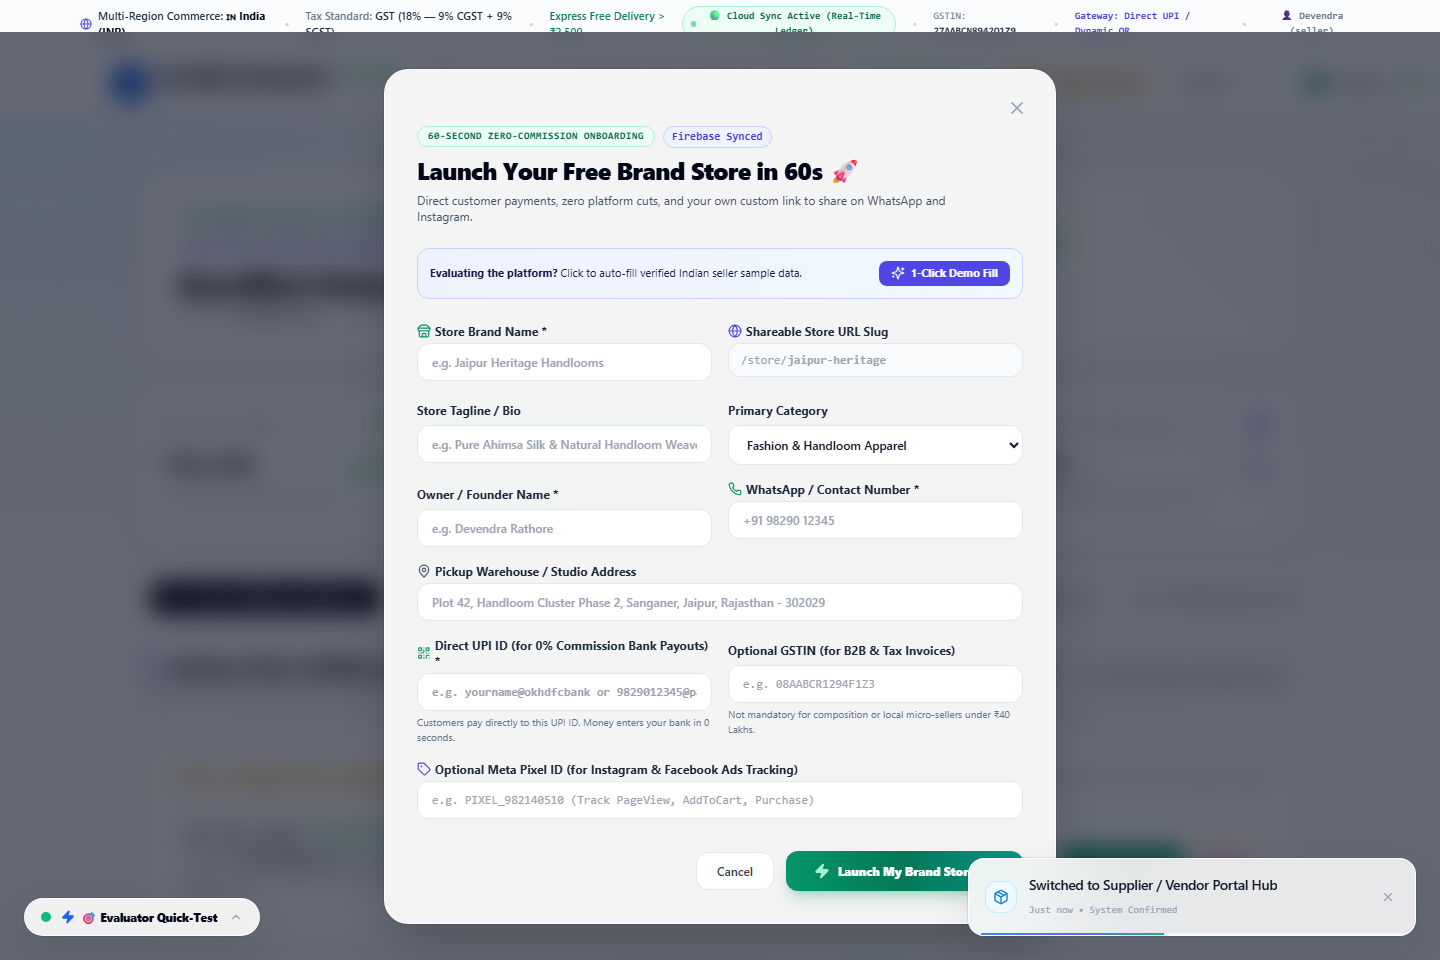 Multi-Region Commerce: IN India (INR)
Tax Standard: GST (18% — 9% CGST + 9% SGST)
Express Free Delivery > ₹2,500
Cloud Sync Active (Real-Time Ledger)
GSTIN:
Gateway: Direct UPI / Dynamic QR
Devendra (seller)
60-SECOND ZERO-COMMISSION ONBOARDING
Firebase Synced
Launch Your Free Brand Store in 60s 🚀
Direct customer payments, zero platform cuts, and your own custom link to share on WhatsApp and
Instagram.
Evaluating the platform? Click to auto-fill verified Indian seller sample data.
1-Click Demo Fill
Store Brand Name *
Shareable Store URL Slug
e.g. Jaipur Heritage Handlooms
/store/jaipur-heritage
Store Tagline / Bio
Primary Category
e.g. Pure Ahimsa Silk & Natural Handloom Weav
Fashion & Handloom Apparel
Owner / Founder Name *
WhatsApp / Contact Number *
e.g. Devendra Rathore
+91 98290 12345
Pickup Warehouse / Studio Address
Plot 42, Handloom Cluster Phase 2, Sanganer, Jaipur, Rajasthan - 302029
Direct UPI ID (for 0% Commission Bank Payouts)
*
Optional GSTIN (for B2B & Tax Invoices)
e.g. yourname@okhdfcbank or 9829012345@p
e.g. 08AABCR1294F1Z3
Customers pay directly to this UPI ID. Money enters your bank in 0
seconds.
Not mandatory for composition or local micro-sellers under ₹40
Lakhs.
Optional Meta Pixel ID (for Instagram & Facebook Ads Tracking)
e.g. PIXEL_982140510 (Track PageView, AddToCart, Purchase)
Cancel
Launch My Brand Stor
Switched to Supplier / Vendor Portal Hub
Just now • System Confirmed
Evaluator Quick-Test